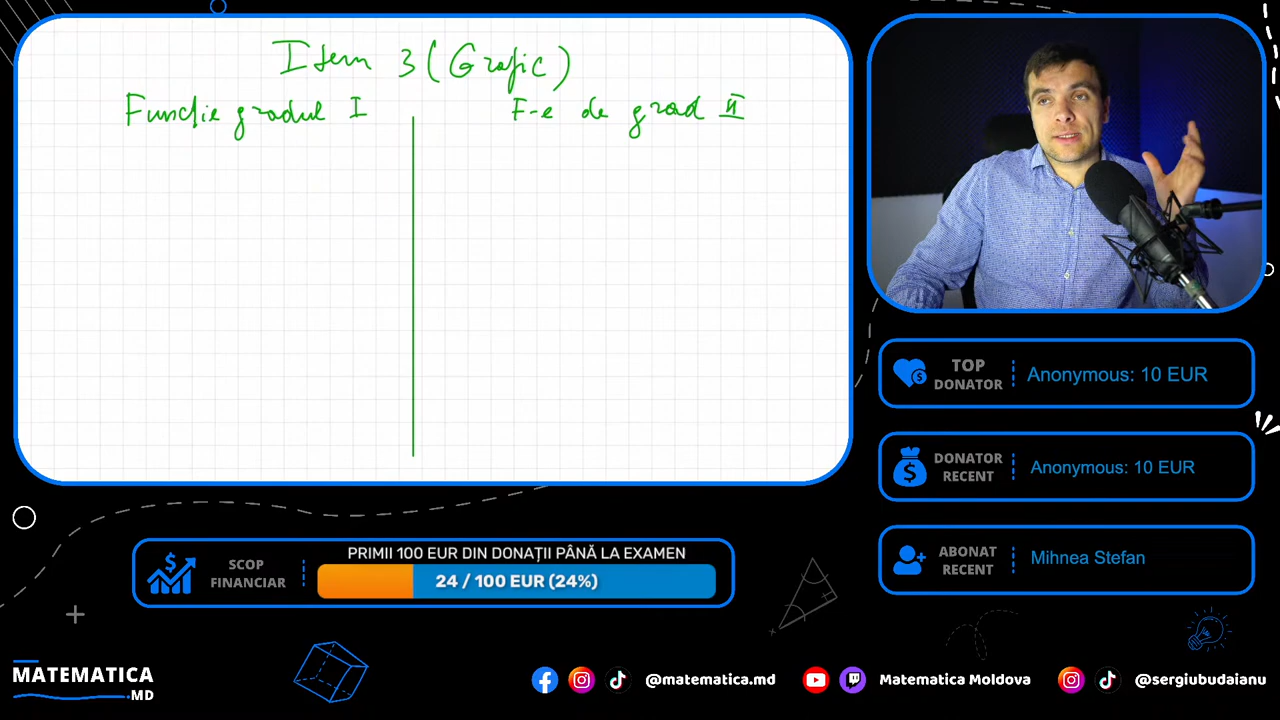 Item 3 (Grafic)
Funcție gradul I
F-e de grad II
TOP
DONATOR
Anonymous: 10 EUR
DONATOR
RECENT
Anonymous: 10 EUR
ABONAT
RECENT
Mihnea Stefan
SCOP
FINANCIAR
PRIMII 100 EUR DIN DONAȚII PÂNĂ LA EXAMEN
24 / 100 EUR (24%)
MATEMATICA
.MD
@matematica.md
Matematica Moldova
@sergiubudaianu